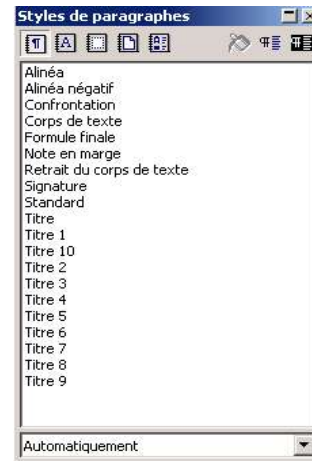 Styles de paragraphes
Alinéa
Alinéa négatif
Confrontation
Corps de texte
Formule finale
Note en marge
Retrait du corps de texte
Signature
Standard
Titre
Titre 1
Titre 10
Titre 2
Titre 3
Titre 4
Titre 5
Titre 6
Titre 7
Titre 8
Titre 9
Automatiquement